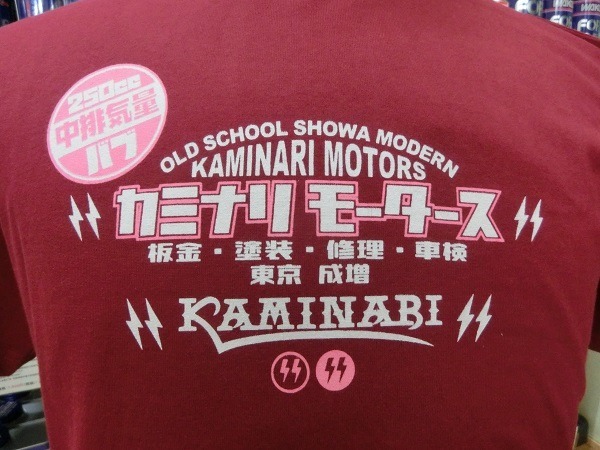 250cc
中排気量
バブ
OLD SCHOOL SHOWA MODERN
KAMINARI MOTORS
カミナリ モータース
板金・塗装・修理・車検
東京 成増
KAMINARI